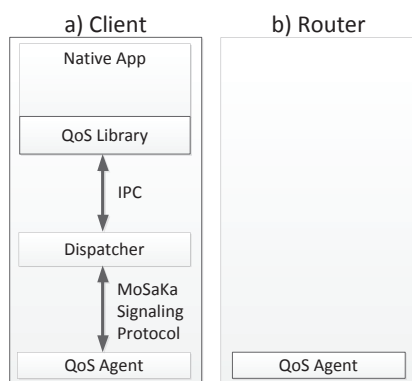 a) Client
b) Router
Native App
QoS Library
IPC
Dispatcher
MoSaKa
Signaling
Protocol
QoS Agent
QoS Agent